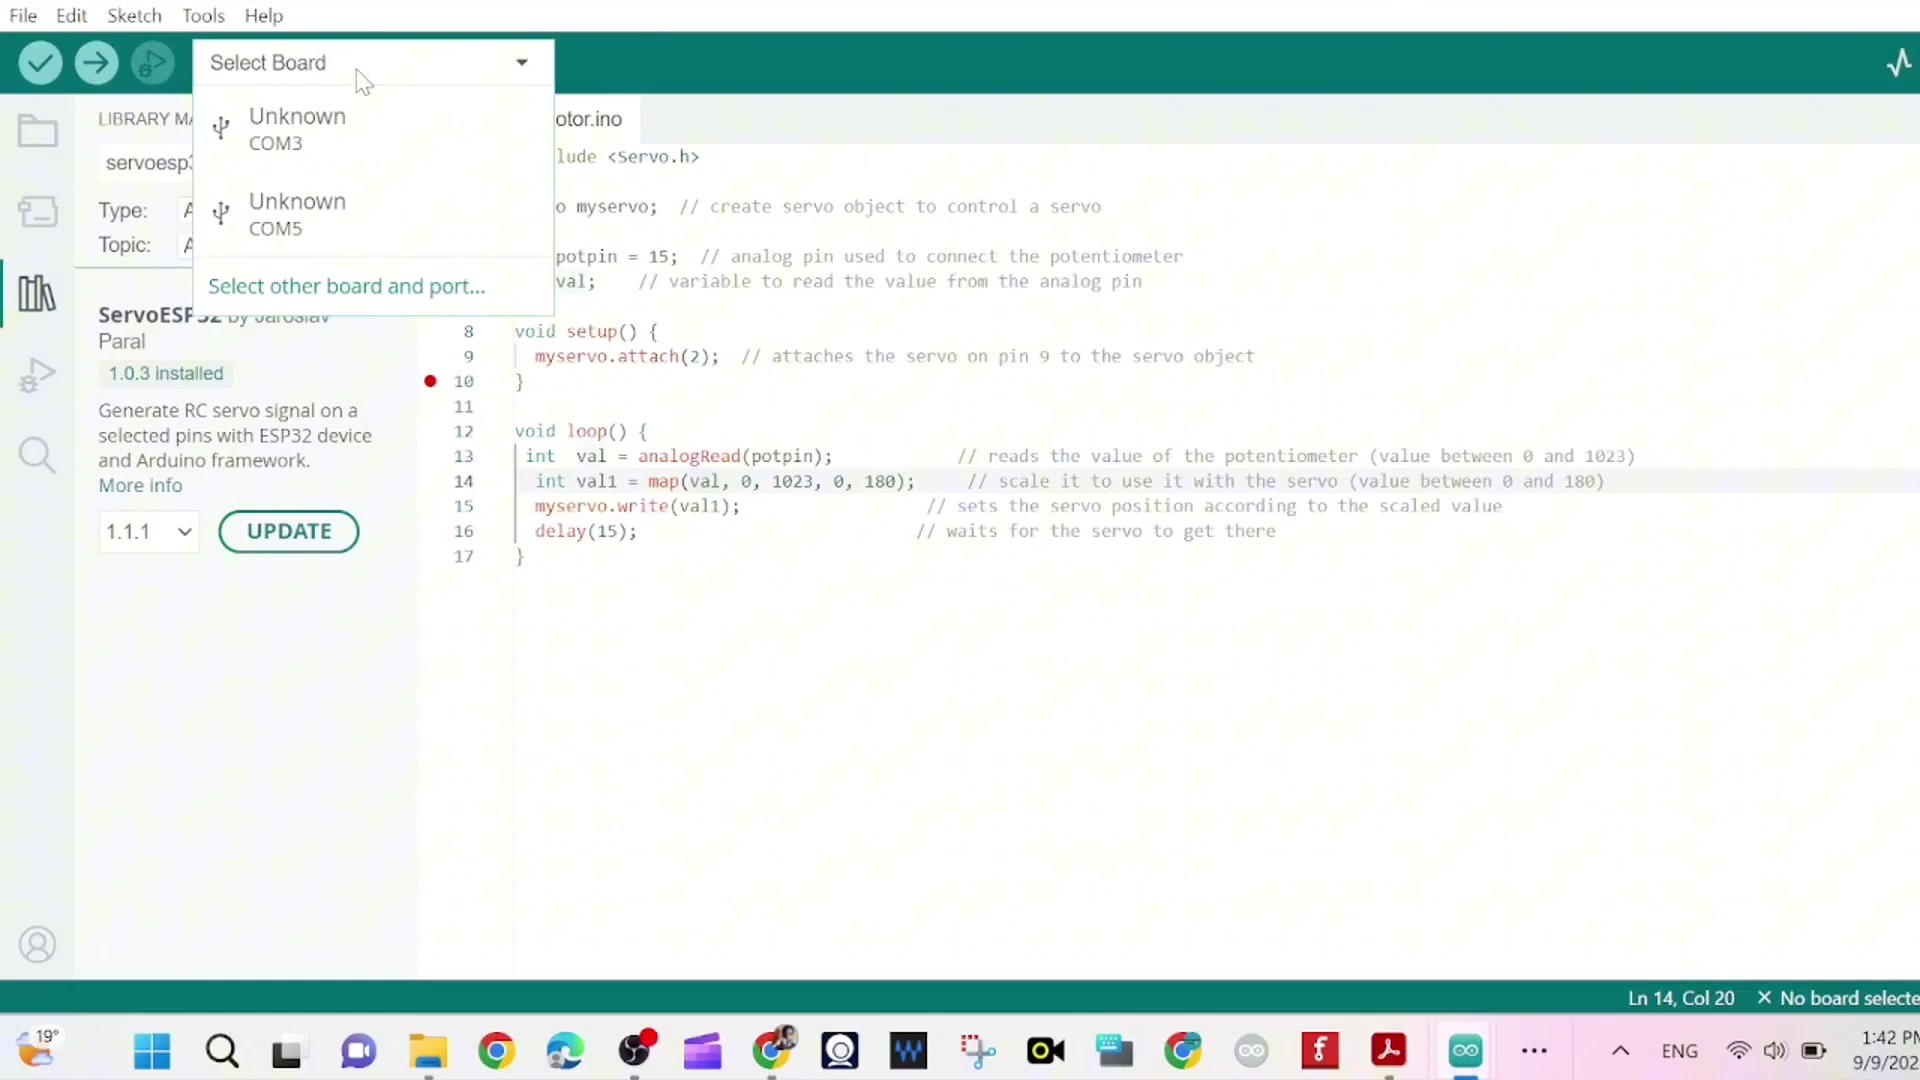 File Edit Sketch Tools Help
Select Board
Unknown
COM3
Unknown
COM5
Select other board and port...
LIBRARY
servoesp3
Type:
Topic:
ServoESP32 by Jaroslav
Paral
1.0.3 installed
Generate RC servo signal on a
selected pins with ESP32 device
and Arduino framework.
More info
1.1.1 UPDATE
otor.ino
lude <Servo.h>
o myservo; // create servo object to control a servo
potpin = 15; // analog pin used to connect the potentiometer
val; // variable to read the value from the analog pin
8 void setup() {
9 myservo.attach(2); // attaches the servo on pin 9 to the servo object
10 }
11
12 void loop() {
13 int val = analogRead(potpin); // reads the value of the potentiometer (value between 0 and 1023)
14 int val1 = map(val, 0, 1023, 0, 180); // scale it to use it with the servo (value between 0 and 180)
15 myservo.write(val1); // sets the servo position according to the scaled value
16 delay(15); // waits for the servo to get there
17 }
Ln 14, Col 20 × No board selecte
19°
ENG
1:42 PM
9/9/202